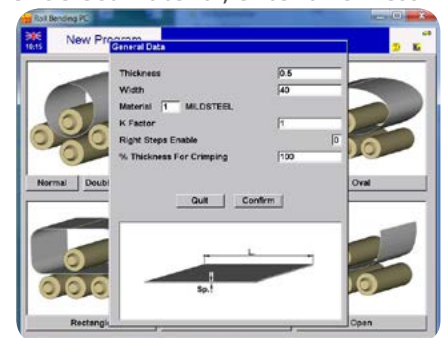 Roll Bending PC
10:15
New Program
General Data
Thickness 0.5
Width 40
Material 1 MILDSTEEL
K Factor 1
Right Steps Enable 0
% Thickness For Crimping 100
Quit Confirm
Normal
Oval
L
Sp.
Open